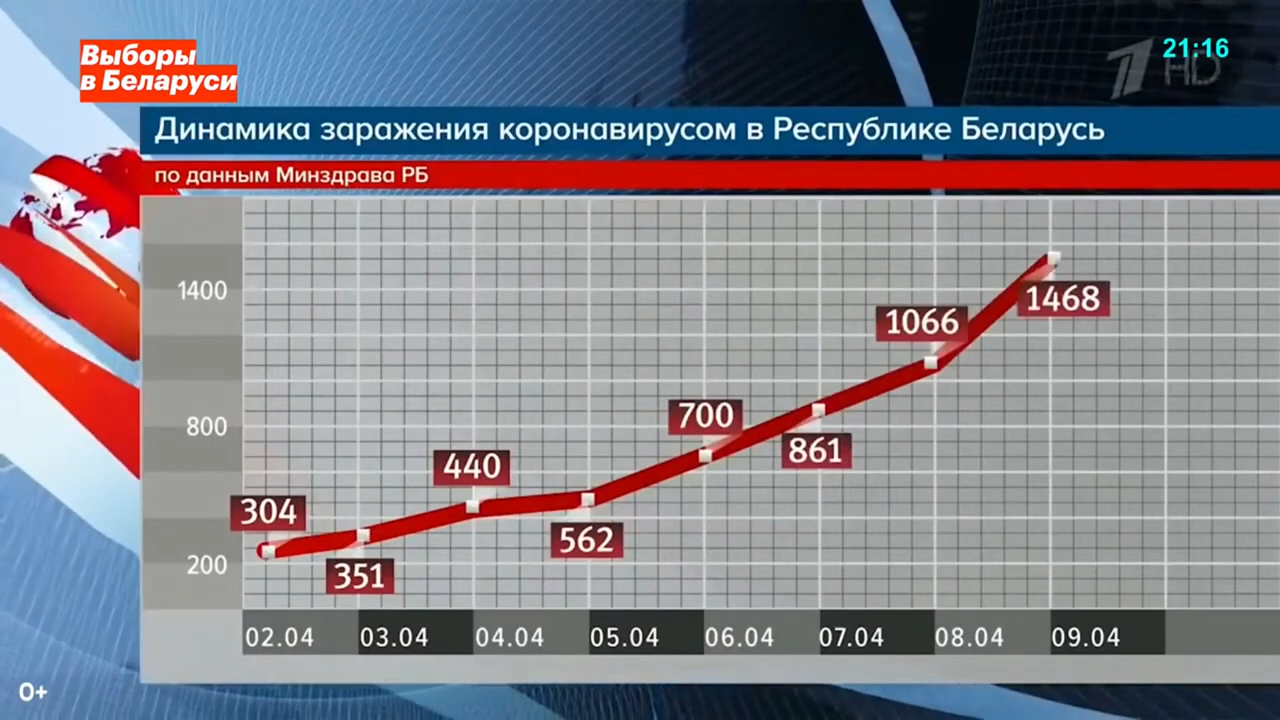 Выборы
в Беларуси
21:16
1 HD
Динамика заражения коронавирусом в Республике Беларусь
по данным Минздрава РБ
1400
800
200
304
351
440
562
700
861
1066
1468
02.04 03.04 04.04 05.04 06.04 07.04 08.04 09.04
0+